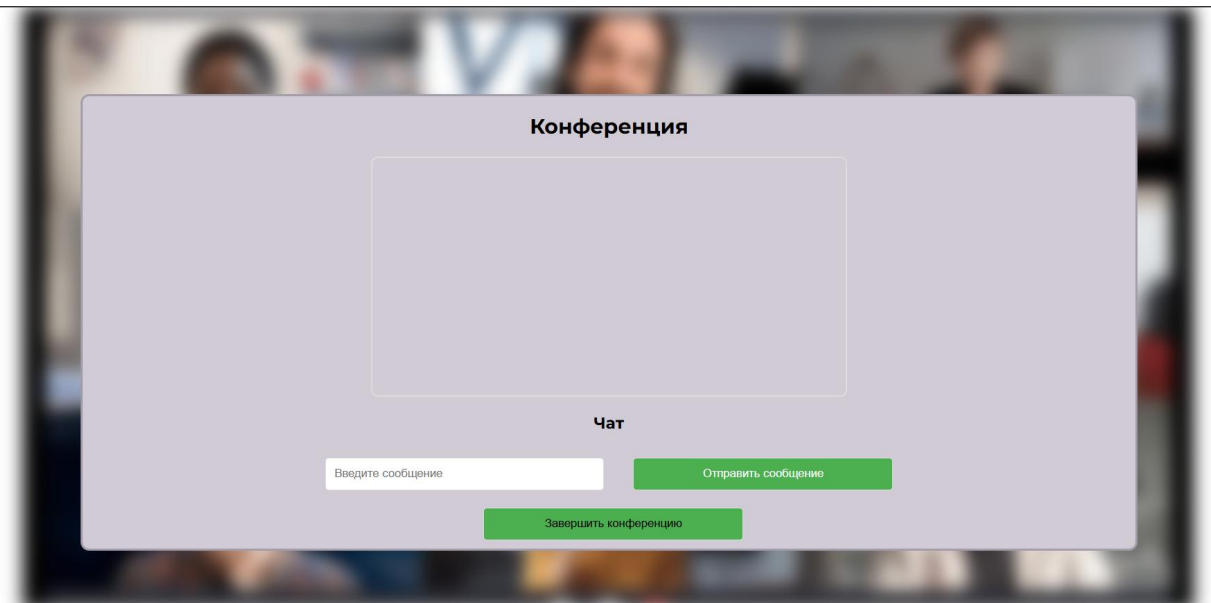 Конференция
Чат
Введите сообщение
Отправить сообщение
Завершить конференцию